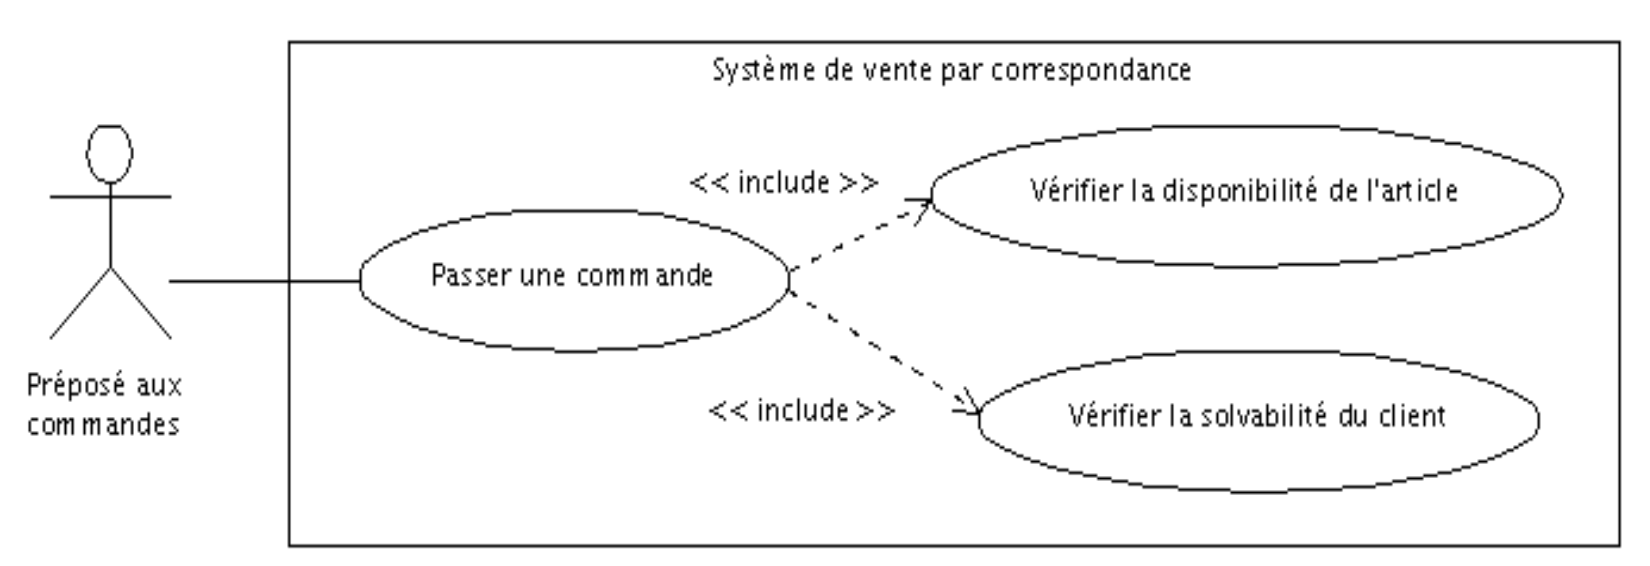 Système de vente par correspondance
<< include >>
Vérifier la disponibilité de l'article
Passer une commande
Préposé aux
commandes
<< include >>
Vérifier la solvabilité du client